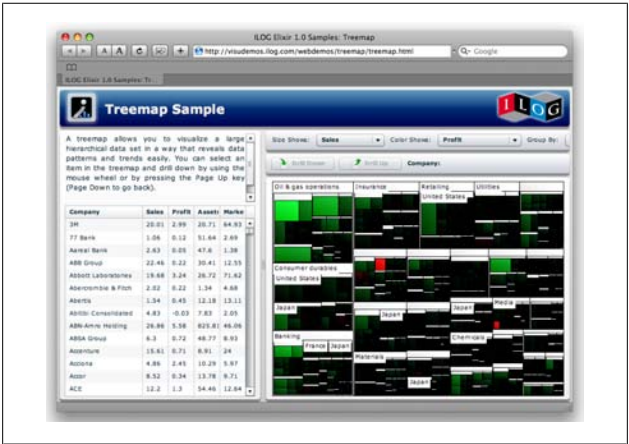 ILOG Elixir 1.0 Samples: Treemap
http://visudemos.ilog.com/webdemos/treemap/treemap.html
Google
ILOG Elixir 1.0 Samples: Tr...
Treemap Sample
ILOG
A treemap allows you to visualize a large
hierarchical data set in a way that reveals data
patterns and trends easily. You can select an
item in the treemap and drill down by using the
mouse wheel or by pressing the Page Up key
(Page Down to go back).
Size Shows: Sales Color Shows: Profit Group By:
Drill Down Drill Up Company:
Company Sales Profit Assets Marke
3M 20.01 2.99 20.71 64.93
77 Bank 1.06 0.12 51.64 2.69
Aareal Bank 2.63 0.05 47.6 1.38
ABB Group 22.46 0.22 30.41 12.55
Abbott Laboratories 19.68 3.24 26.72 71.62
Abercrombie & Fitch 2.02 0.22 1.34 4.68
Abertis 1.54 0.45 12.18 13.11
Abitibi Consolidated 4.83 -0.03 7.83 2.05
ABN-Amro Holding 26.86 5.58 825.81 46.06
ABSA Group 6.3 0.72 48.77 8.93
Accenture 15.61 0.71 8.91 24
Acciona 4.86 2.45 10.29 5.97
Accor 8.52 0.34 13.78 9.71
ACE 12.2 1.3 54.46 12.64
Oil & gas operations
Insurance
Retailing
Utilities
United States
Consumer durables
United States
Japan
Japan
Japan
Media
Banking
France
Japan
Chemicals
Materials
Japan